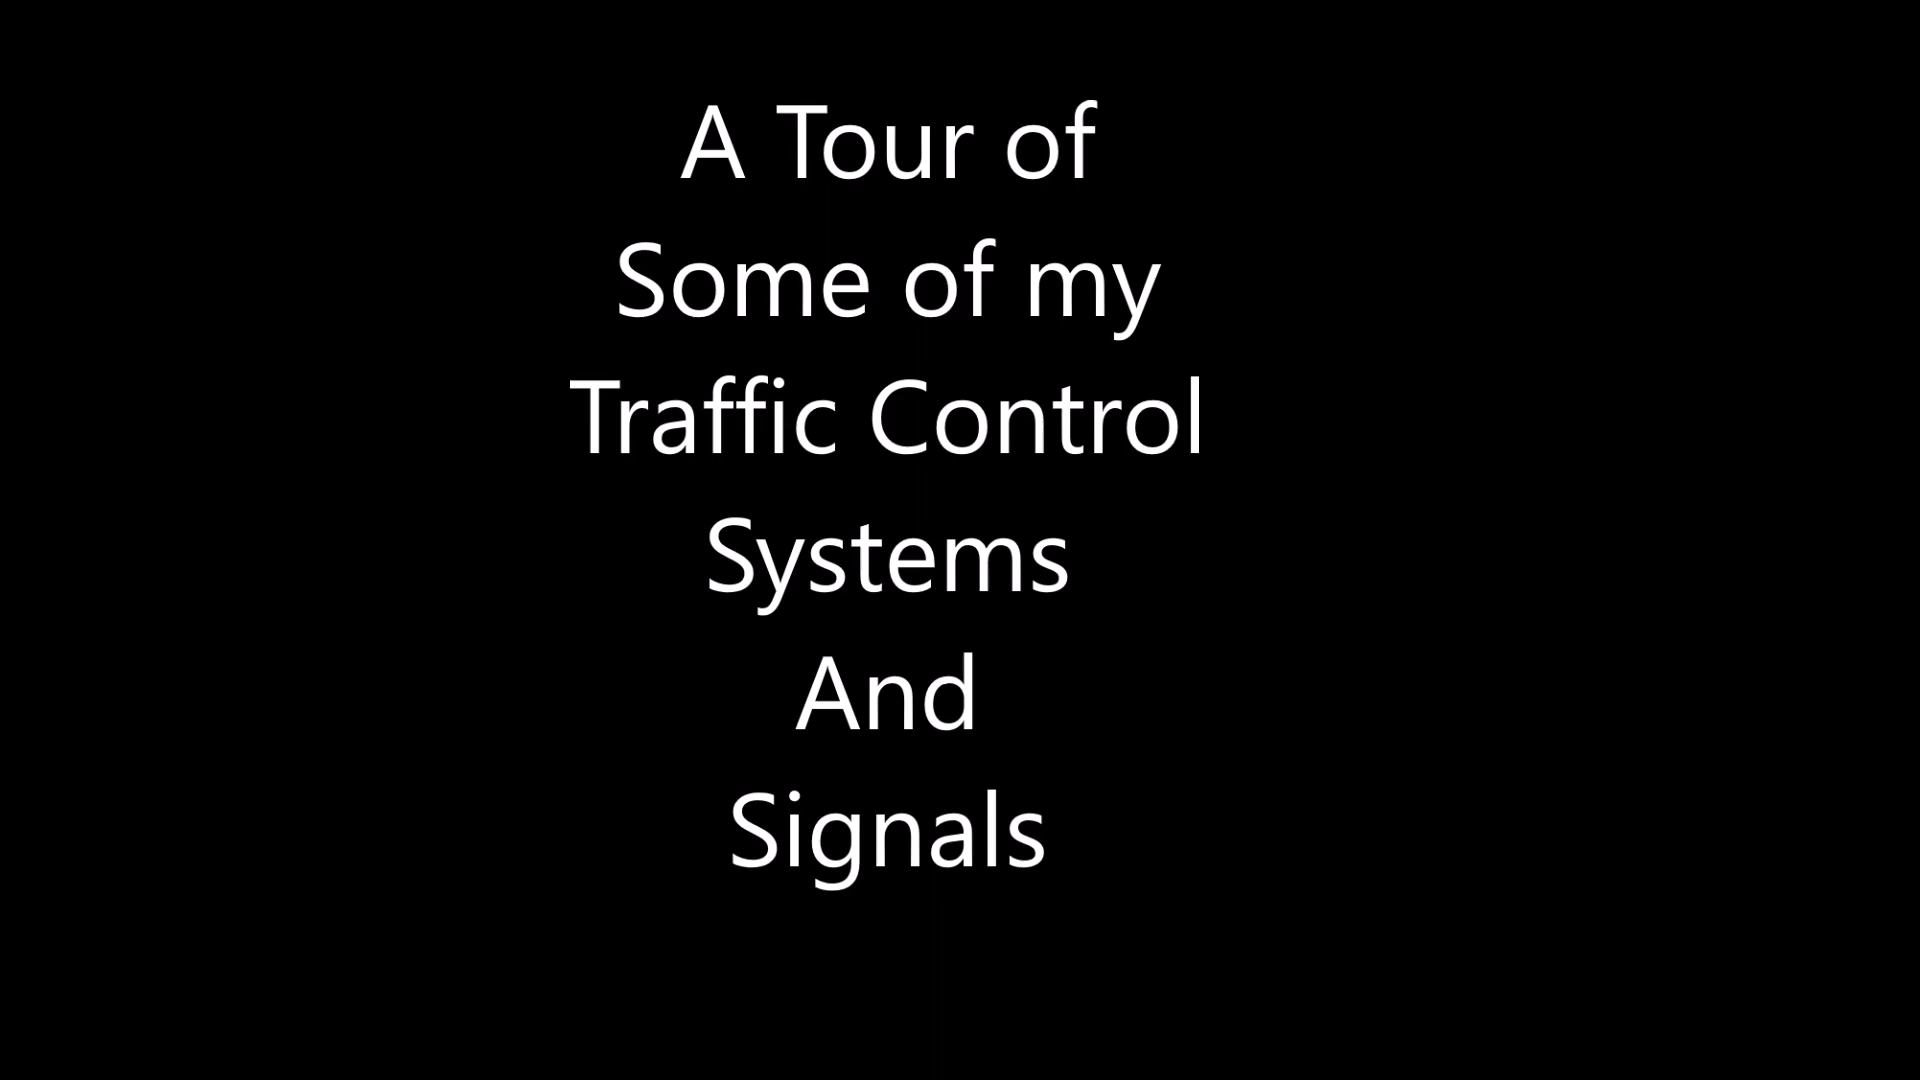 A Tour of
Some of my
Traffic Control
Systems
And
Signals